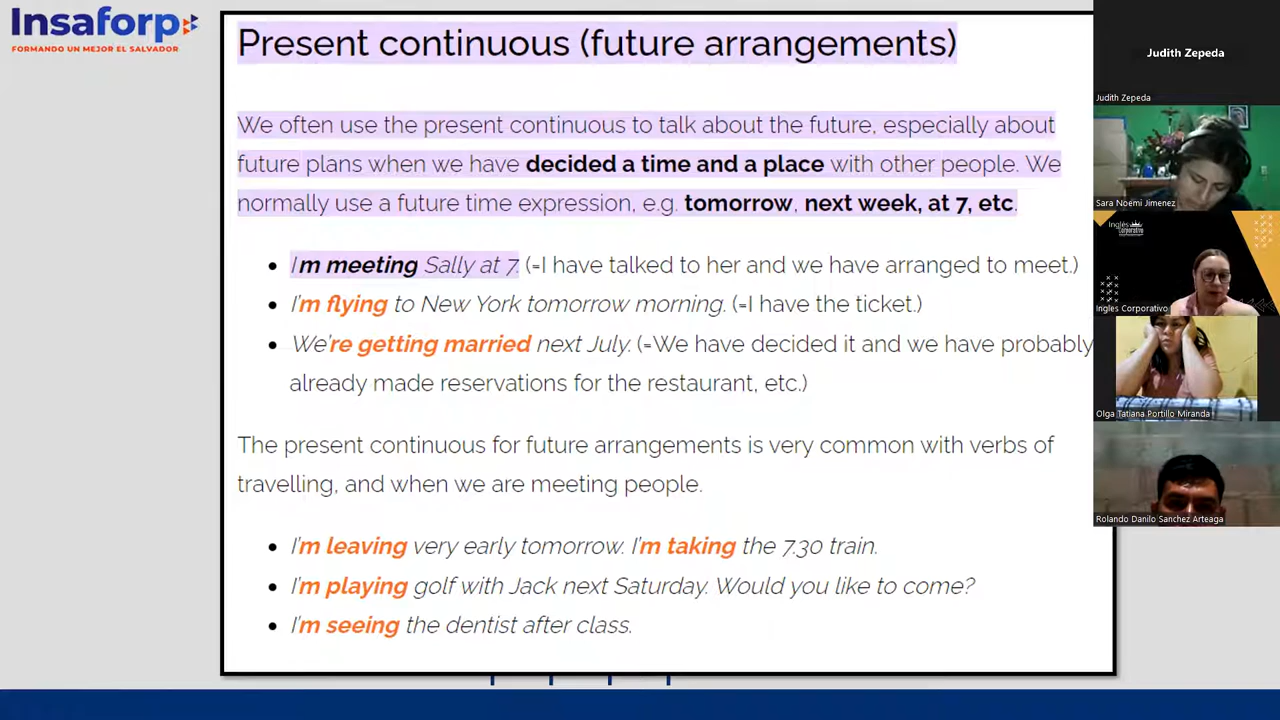 Insaforp
FORMANDO UN MEJOR EL SALVADOR
Present continuous (future arrangements)
We often use the present continuous to talk about the future, especially about
future plans when we have decided a time and a place with other people. We
normally use a future time expression, e.g. tomorrow, next week, at 7, etc.
I'm meeting Sally at 7. (=I have talked to her and we have arranged to meet.)
I'm flying to New York tomorrow morning. (=I have the ticket.)
We're getting married next July. (=We have decided it and we have probably
already made reservations for the restaurant, etc.)
The present continuous for future arrangements is very common with verbs of
travelling, and when we are meeting people.
I'm leaving very early tomorrow. I'm taking the 7.30 train.
I'm playing golf with Jack next Saturday. Would you like to come?
I'm seeing the dentist after class.
Judith Zepeda
Judith Zepeda
Sara Noemi Jimenez
Inglés
Corporativo
Ingles Corporativo
Olga Tatiana Portillo Miranda
Rolando Danilo Sanchez Arteaga